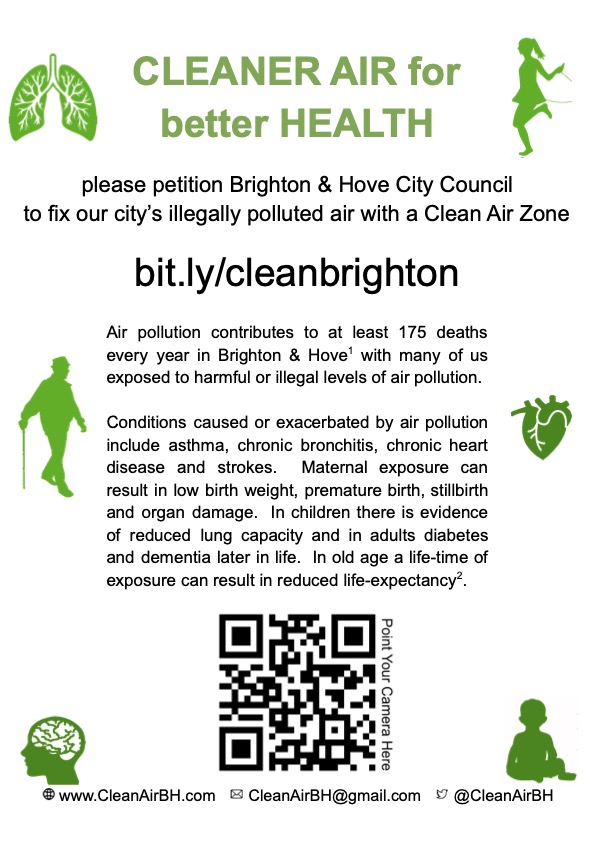 CLEANER AIR for
better HEALTH
please petition Brighton & Hove City Council
to fix our city’s illegally polluted air with a Clean Air Zone
bit.ly/cleanbrighton
Air pollution contributes to at least 175 deaths
every year in Brighton & Hove¹ with many of us
exposed to harmful or illegal levels of air pollution.
Conditions caused or exacerbated by air pollution
include asthma, chronic bronchitis, chronic heart
disease and strokes.  Maternal exposure can
result in low birth weight, premature birth, stillbirth
and organ damage.  In children there is evidence
of reduced lung capacity and in adults diabetes
and dementia later in life.  In old age a life-time of
exposure can result in reduced life-expectancy².
Point Your Camera Here
www.CleanAirBH.com CleanAirBH@gmail.com @CleanAirBH